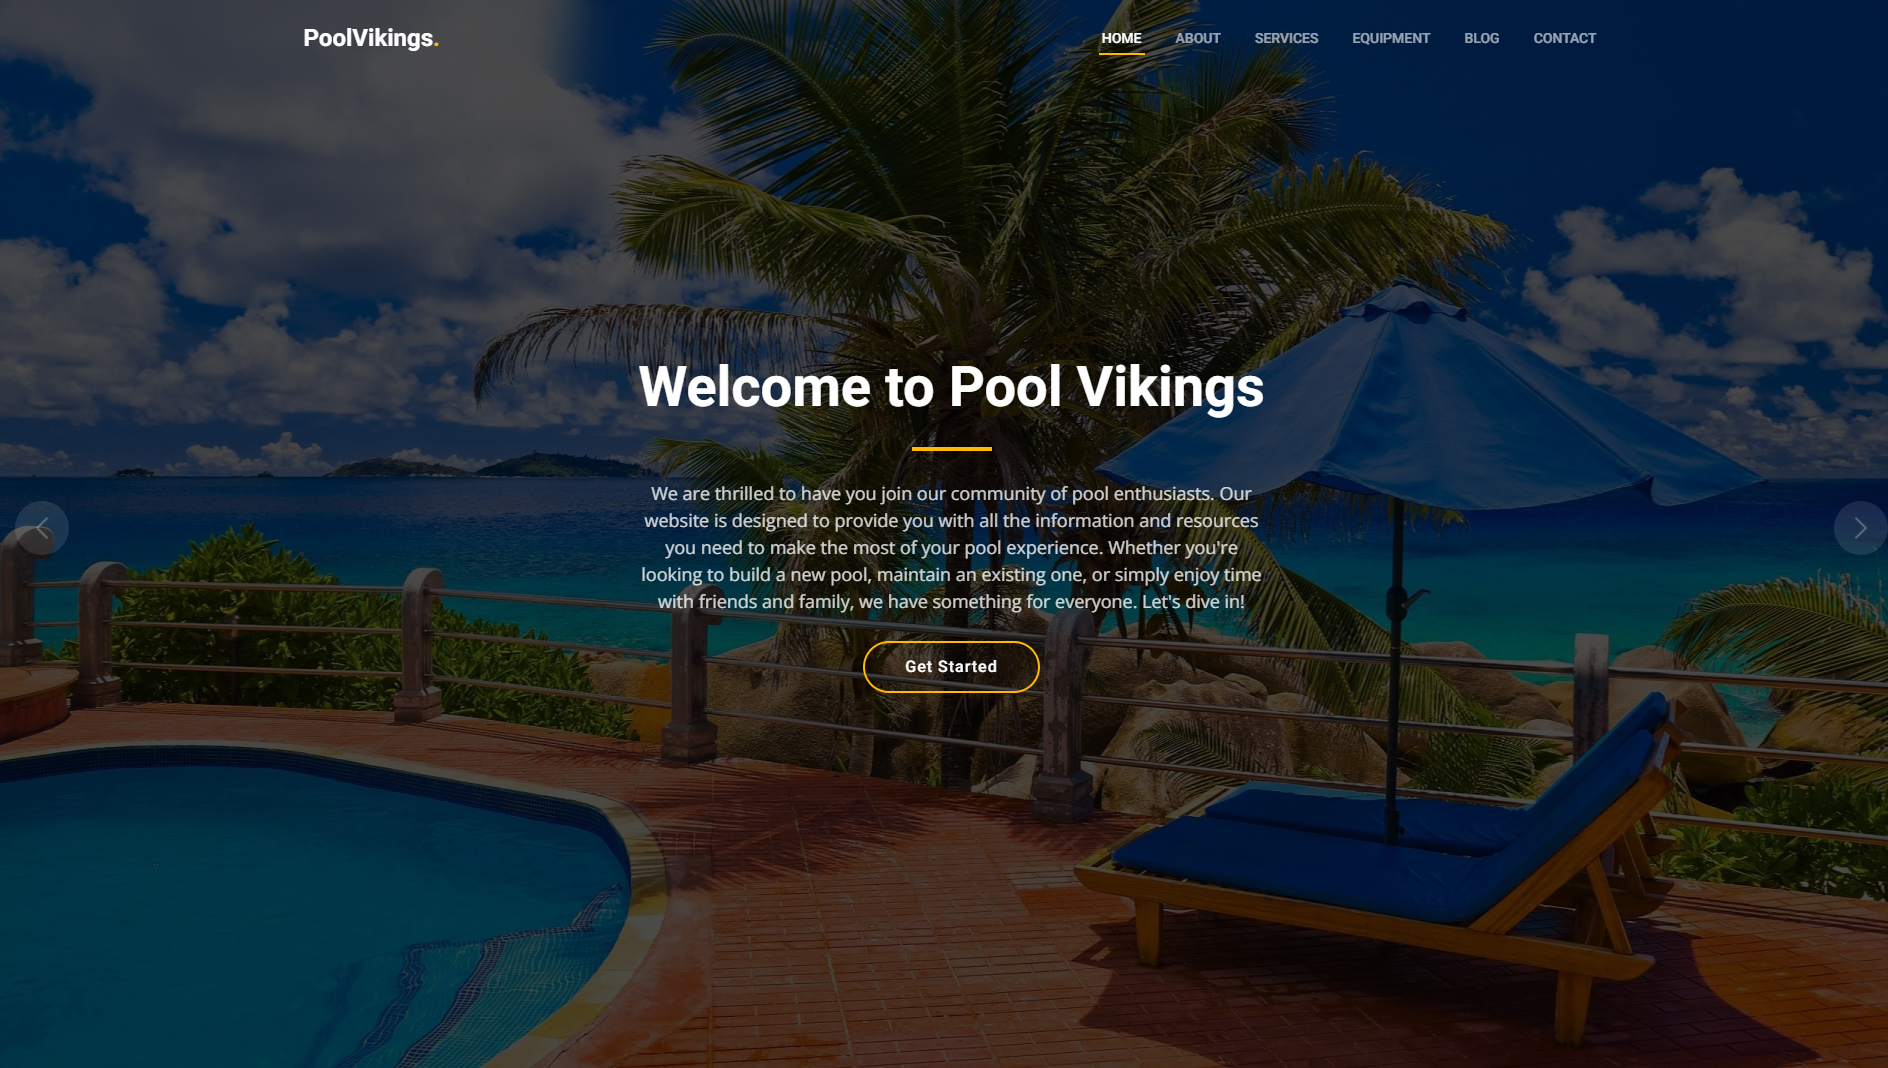 PoolVikings.
HOME ABOUT SERVICES EQUIPMENT BLOG CONTACT
Welcome to Pool Vikings
We are thrilled to have you join our community of pool enthusiasts. Our
website is designed to provide you with all the information and resources
you need to make the most of your pool experience. Whether you're
looking to build a new pool, maintain an existing one, or simply enjoy time
with friends and family, we have something for everyone. Let's dive in!
Get Started